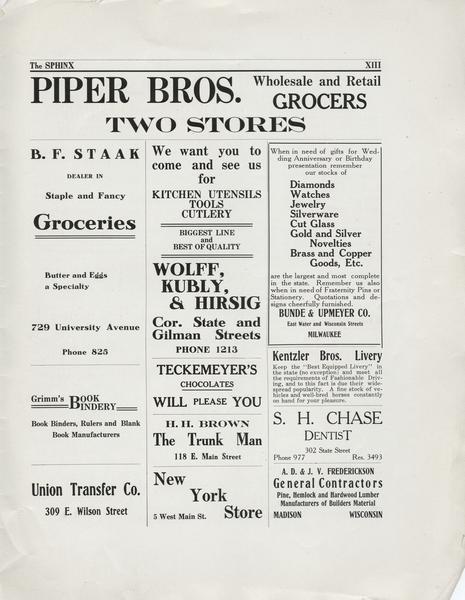 The SPHINX
XIII
PIPER BROS.
Wholesale and Retail
GROCERS
TWO STORES
B. F. STAAK
DEALER IN
Staple and Fancy
Groceries
Butter and Eggs
a Specialty
729 University Avenue
Phone 825
Grimm's BOOK
BINDERY
Book Binders, Rulers and Blank
Book Manufacturers
Union Transfer Co.
309 E. Wilson Street
We want you to
come and see us
for
KITCHEN UTENSILS
TOOLS
CUTLERY
BIGGEST LINE
and
BEST OF QUALITY
WOLFF,
KUBLY,
& HIRSIG
Cor. State and
Gilman Streets
PHONE 1213
TECKEMEYER'S
CHOCOLATES
WILL PLEASE YOU
H. H. BROWN
The Trunk Man
118 E. Main Street
New
York
Store
5 West Main St.
When in need of gifts for Wed-
ding Anniversary or Birthday
presentation remember
our stocks of
Diamonds
Watches
Jewelry
Silverware
Cut Glass
Gold and Silver
Novelties
Brass and Copper
Goods, Etc.
are the largest and most complete
in the state. Remember us also
when in need of Fraternity Pins or
Stationery. Quotations and de-
signs cheerfully furnished.
BUNDE & UPMEYER CO.
East Water and Wisconsin Streets
MILWAUKEE
Kentzler Bros. Livery
Keep the "Best Equipped Livery" in
the state (no exception) and meet all
the requirements of Fashionable Driv-
ing, and to this fact is due their wide-
spread popularity. A fine stock of ve-
hicles and well-bred horses constantly
on hand for your pleasure.
S. H. CHASE
DENTIST
302 State Street
Phone 977
Res. 3493
A. D. & J. V. FREDERICKSON
General Contractors
Pine, Hemlock and Hardwood Lumber
Manufacturers of Builders Material
MADISON
WISCONSIN